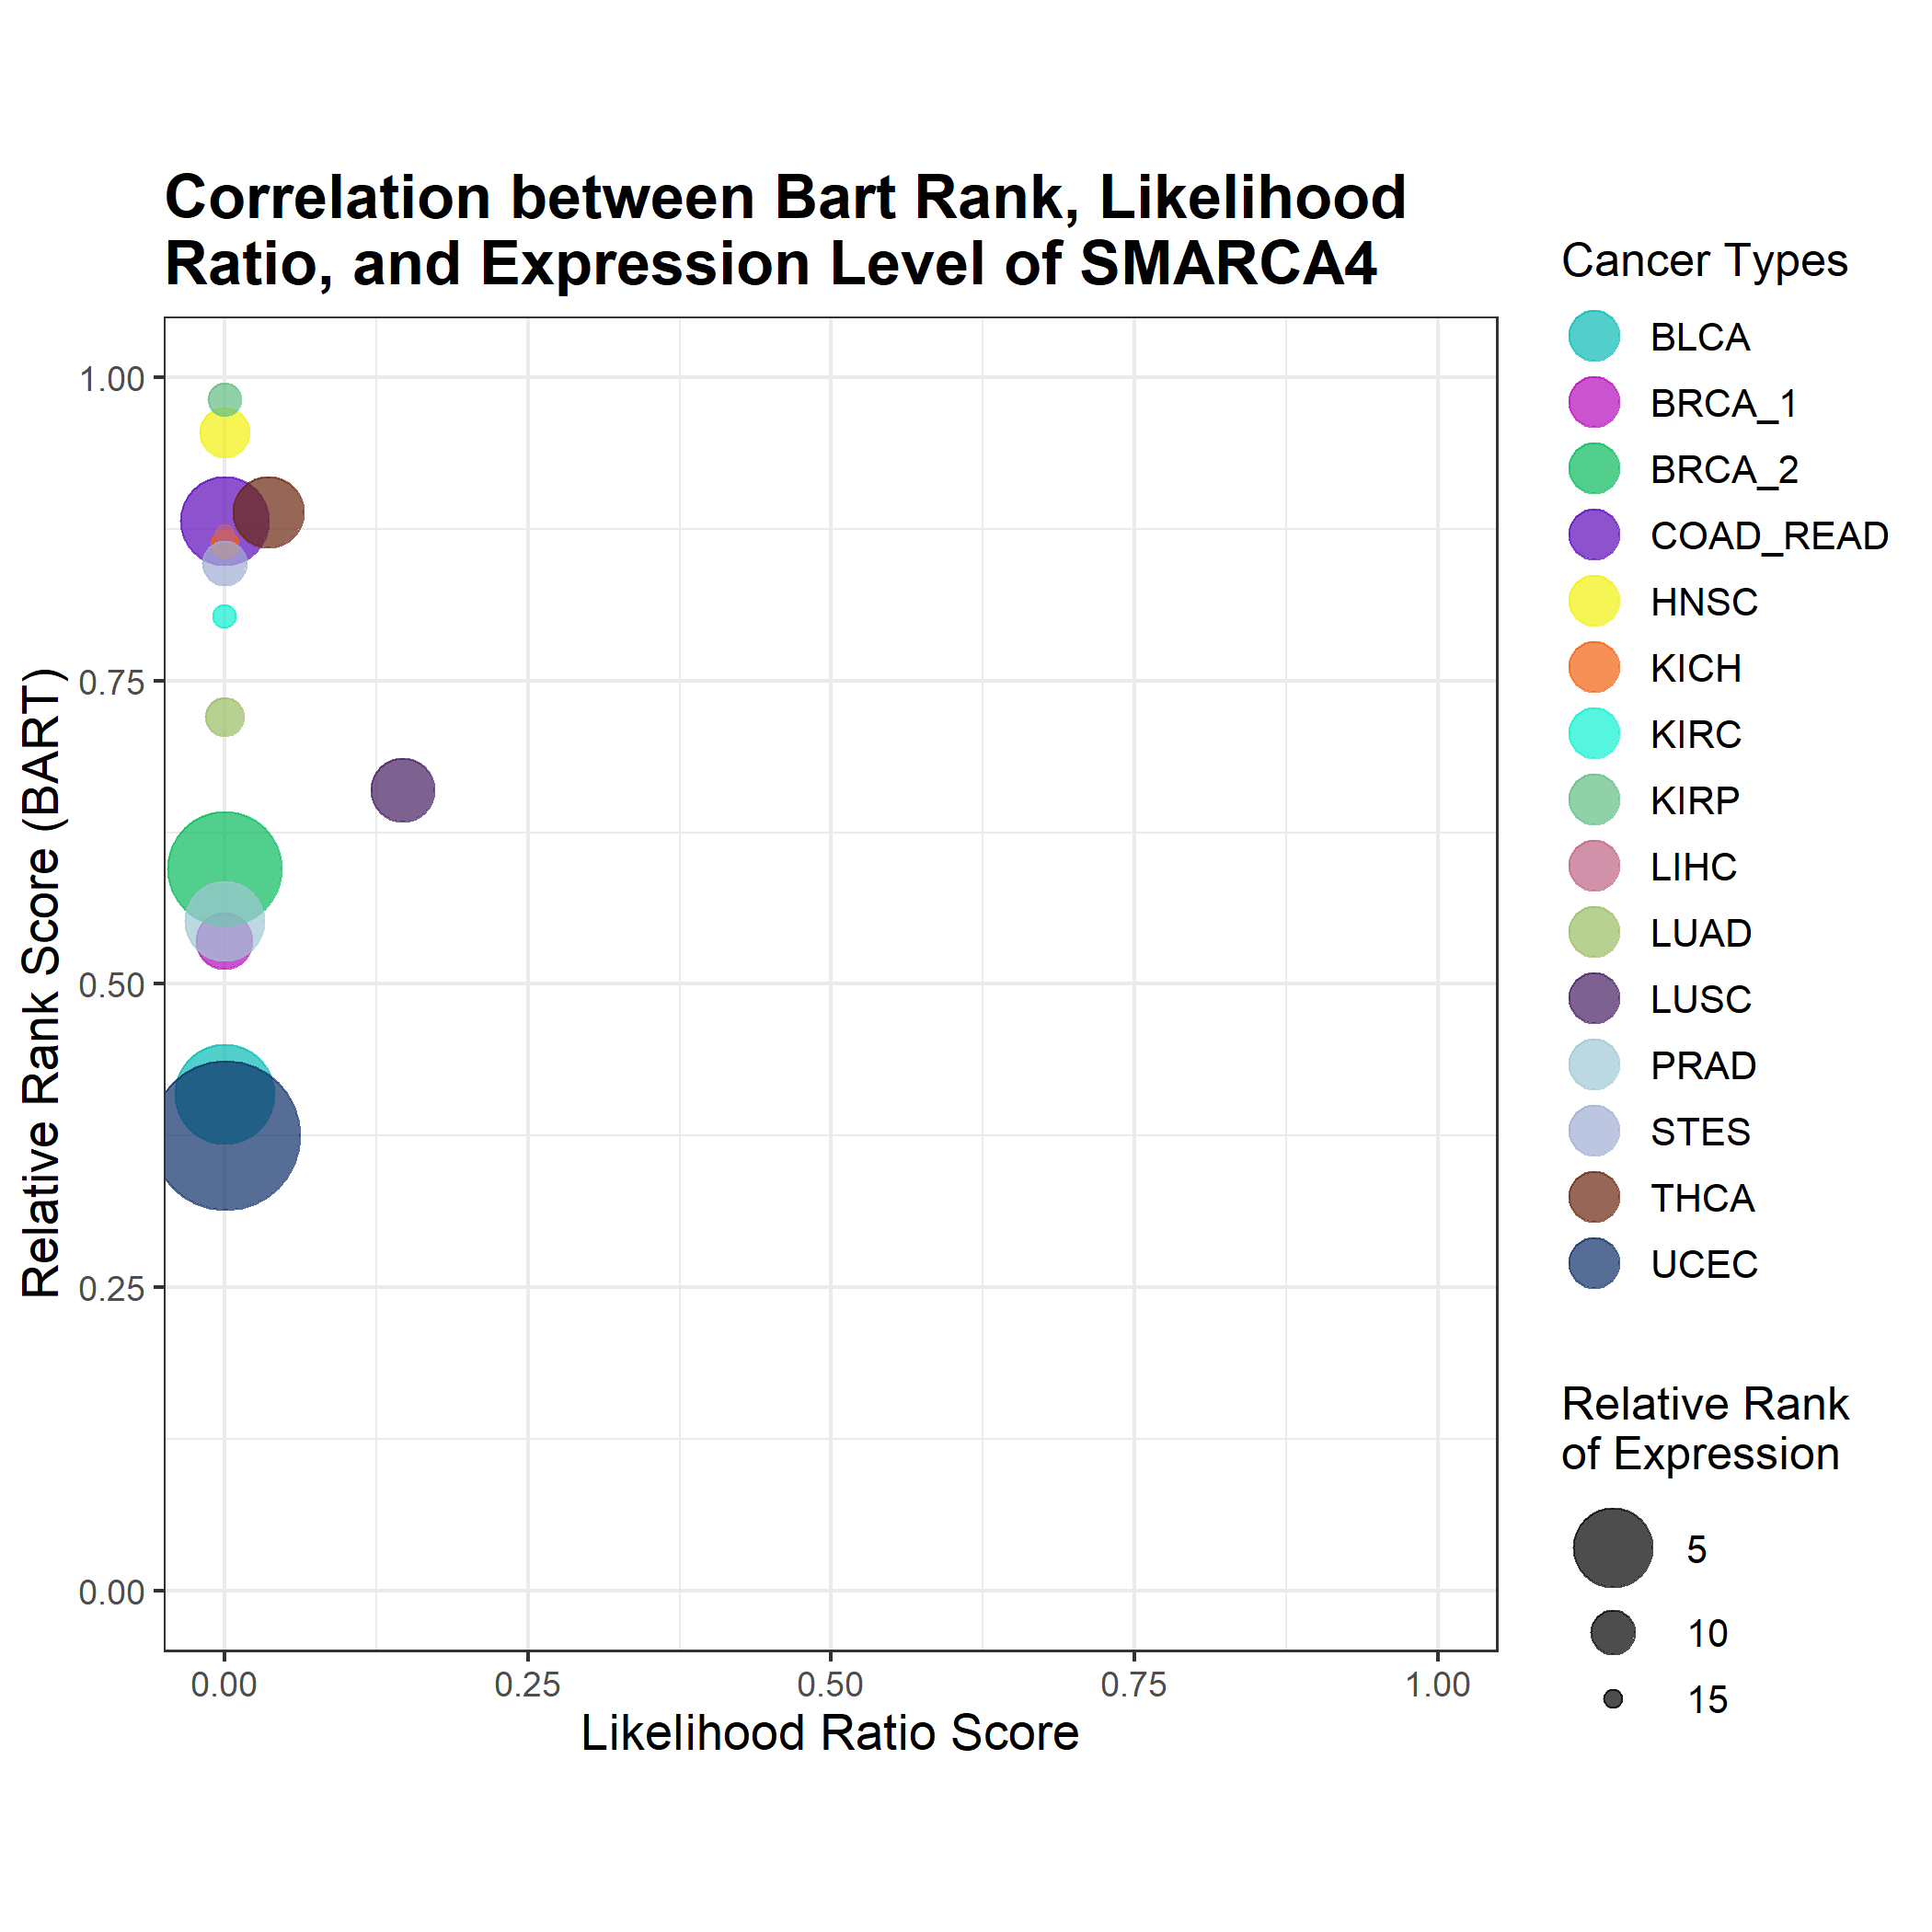 Correlation between Bart Rank, Likelihood
Ratio, and Expression Level of SMARCA4
Relative Rank Score (BART)
1.00
0.75
0.50
0.25
0.00
0.00 0.25 0.50 0.75 1.00
Likelihood Ratio Score
Cancer Types
BLCA
BRCA_1
BRCA_2
COAD_READ
HNSC
KICH
KIRC
KIRP
LIHC
LUAD
LUSC
PRAD
STES
THCA
UCEC
Relative Rank
of Expression
5
10
15